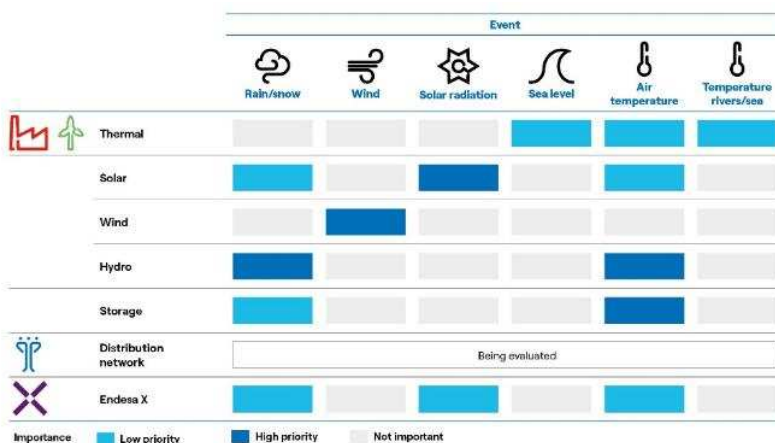 Event
Rain/snow Wind Solar radiation Sea level Air temperature Temperature rivers/sea
Thermal
Solar
Wind
Hydro
Storage
Distribution network
Being evaluated
Endesa X
Importance Low priority High priority Not important